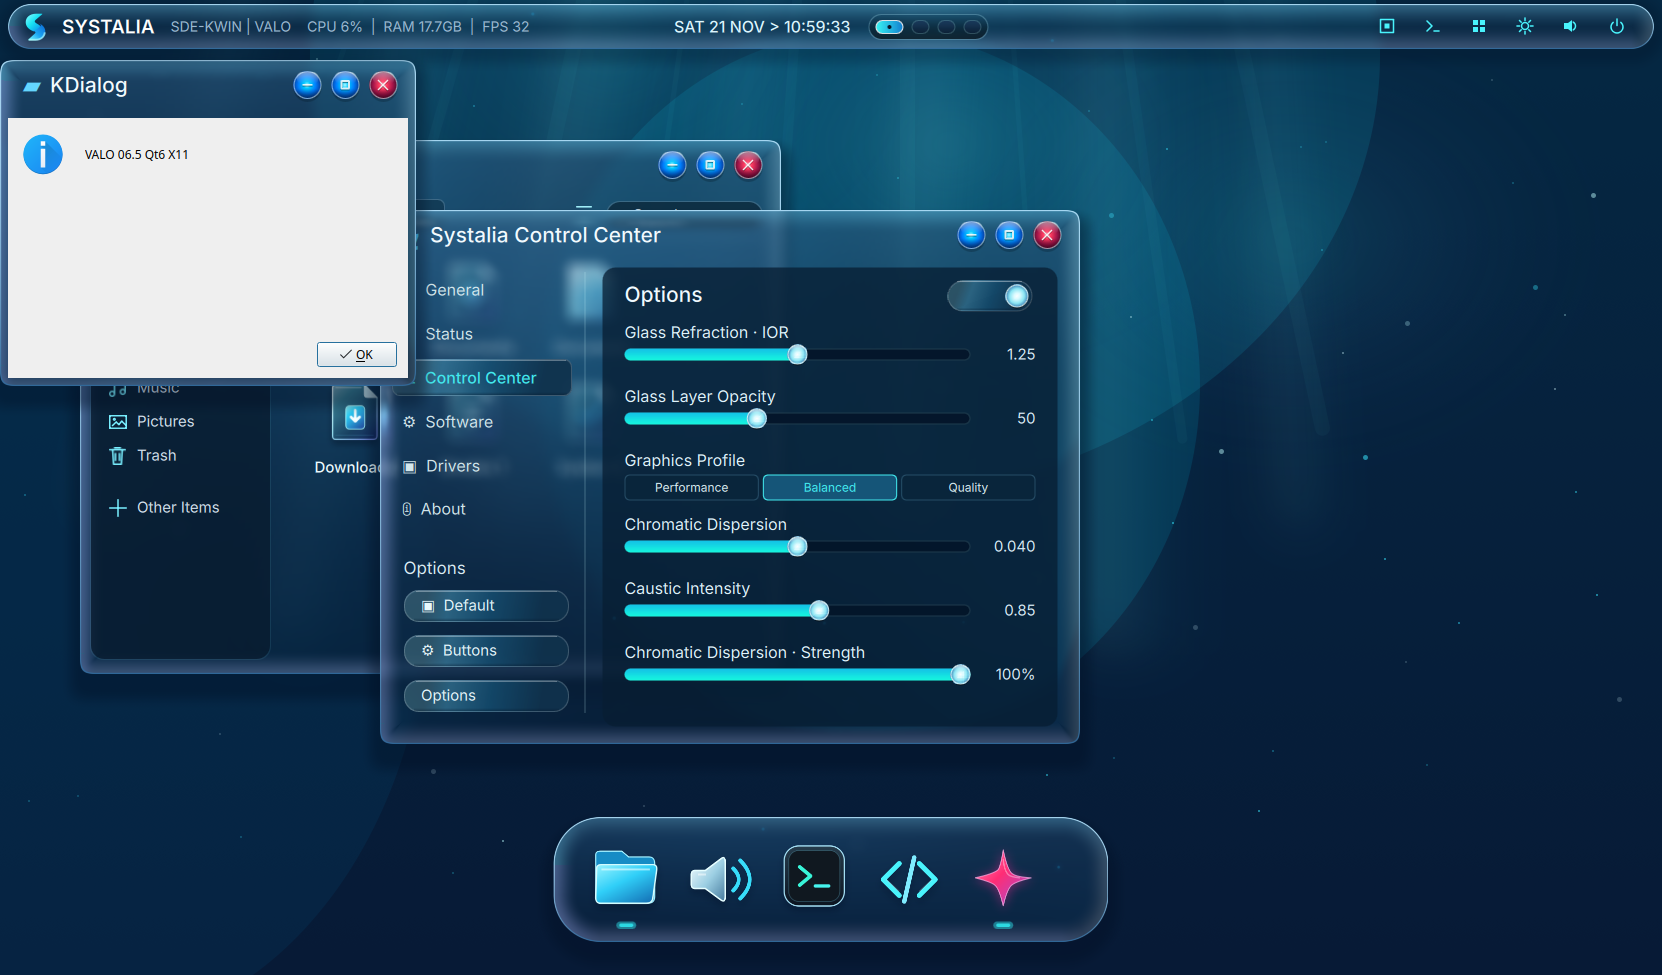 SYSTALIA SDE-KWIN | VALO CPU 6% | RAM 17.7GB | FPS 32 SAT 21 NOV > 10:59:33
KDialog
VALO 06.5 Qt6 X11
OK
Music
Pictures
Trash
Other Items
Systalia Control Center
General
Status
Control Center
Software
Drivers
About
Options
Default
Buttons
Options
Options
Glass Refraction · IOR
1.25
Glass Layer Opacity
50
Graphics Profile
Performance Balanced Quality
Chromatic Dispersion
0.040
Caustic Intensity
0.85
Chromatic Dispersion · Strength
100%